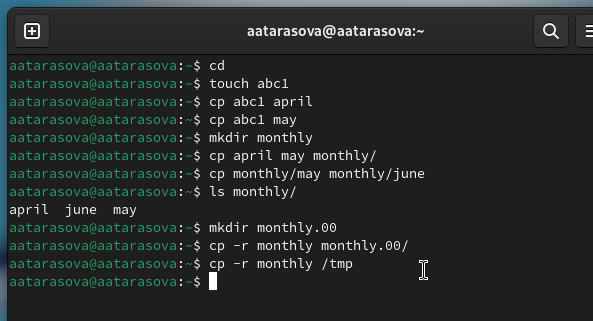 aatarasova@aatarasova:~
aatarasova@aatarasova:~$ cd
aatarasova@aatarasova:~$ touch abc1
aatarasova@aatarasova:~$ cp abc1 april
aatarasova@aatarasova:~$ cp abc1 may
aatarasova@aatarasova:~$ mkdir monthly
aatarasova@aatarasova:~$ cp april may monthly/
aatarasova@aatarasova:~$ cp monthly/may monthly/june
aatarasova@aatarasova:~$ ls monthly/
april  june  may
aatarasova@aatarasova:~$ mkdir monthly.00
aatarasova@aatarasova:~$ cp -r monthly monthly.00/
aatarasova@aatarasova:~$ cp -r monthly /tmp
aatarasova@aatarasova:~$